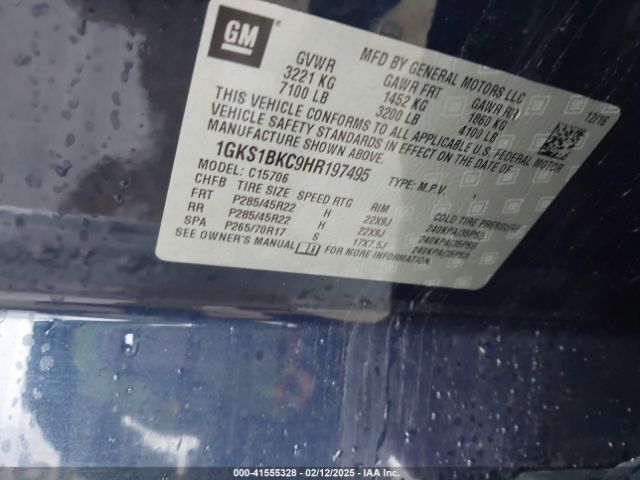 GM
MFD BY GENERAL MOTORS LLC
GVWR GAWR FRT GAWR RR 12/16
3221 KG 1452 KG 1860 KG
7100 LB 3200 LB 4100 LB
THIS VEHICLE CONFORMS TO ALL APPLICABLE U.S. FEDERAL MOTOR
VEHICLE SAFETY STANDARDS IN EFFECT ON THE DATE OF
MANUFACTURE SHOWN ABOVE.
1GKS1BKC9HR197495 TYPE: M.P.V.
MODEL: C15706
CHFB TIRE SIZE SPEED RTG RIM COLD TIRE PRESSURE
FRT P285/45R22 H 22X9J 240KPA(35PSI)
RR P285/45R22 H 22X9J 240KPA(35PSI)
SPA P265/70R17 S 17X7.5J 240KPA(35PSI)
SEE OWNER'S MANUAL FOR MORE INFORMATION.
000-41555328 - 02/12/2025 - IAA Inc.